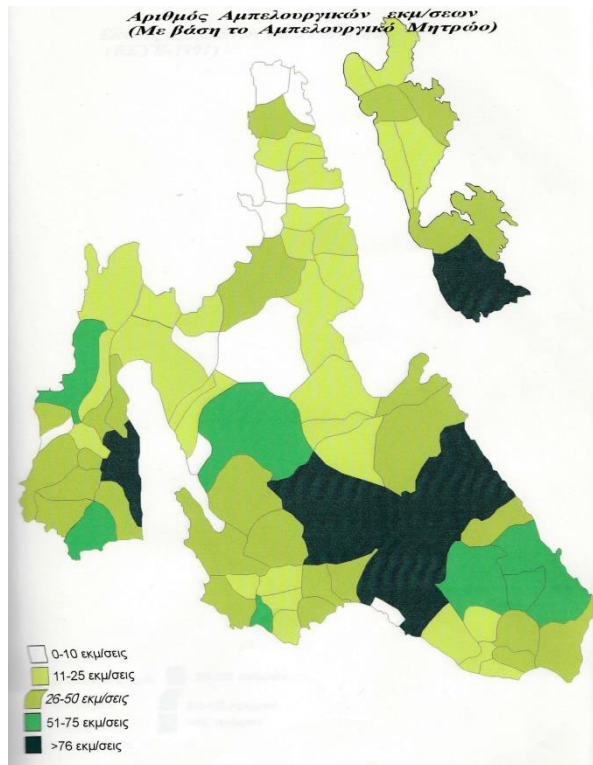 Αριθμός Αμπελουργικών εκμ/σεων
(Με βάση το Αμπελουργικό Μητρώο)
0-10 εκμ/σεις
11-25 εκμ/σεις
26-50 εκμ/σεις
51-75 εκμ/σεις
>76 εκμ/σεις